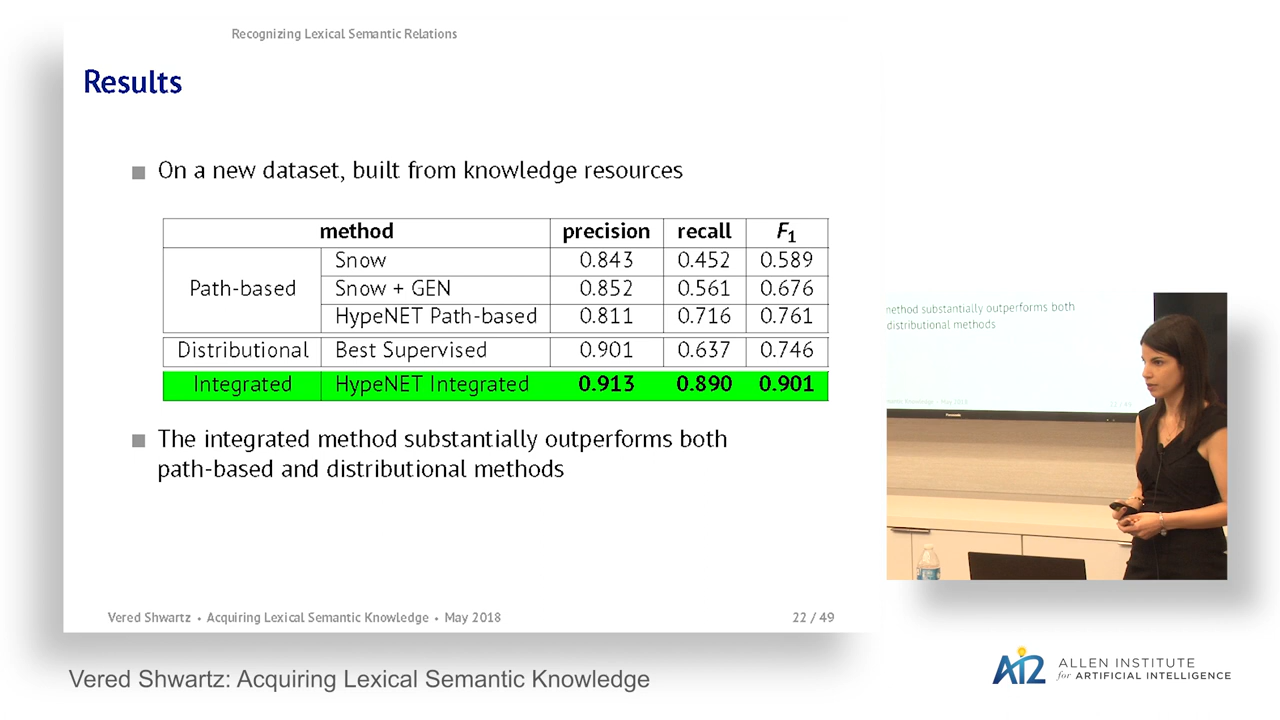 Recognizing Lexical Semantic Relations
Results
On a new dataset, built from knowledge resources
method precision recall F1
Path-based Snow 0.843 0.452 0.589
Snow + GEN 0.852 0.561 0.676
HypeNET Path-based 0.811 0.716 0.761
Distributional Best Supervised 0.901 0.637 0.746
Integrated HypeNET Integrated 0.913 0.890 0.901
The integrated method substantially outperforms both
path-based and distributional methods
Vered Shwartz • Acquiring Lexical Semantic Knowledge • May 2018 22 / 49
method substantially outperforms both
distributional methods
Vered Shwartz: Acquiring Lexical Semantic Knowledge
AI2 ALLEN INSTITUTE
for ARTIFICIAL INTELLIGENCE